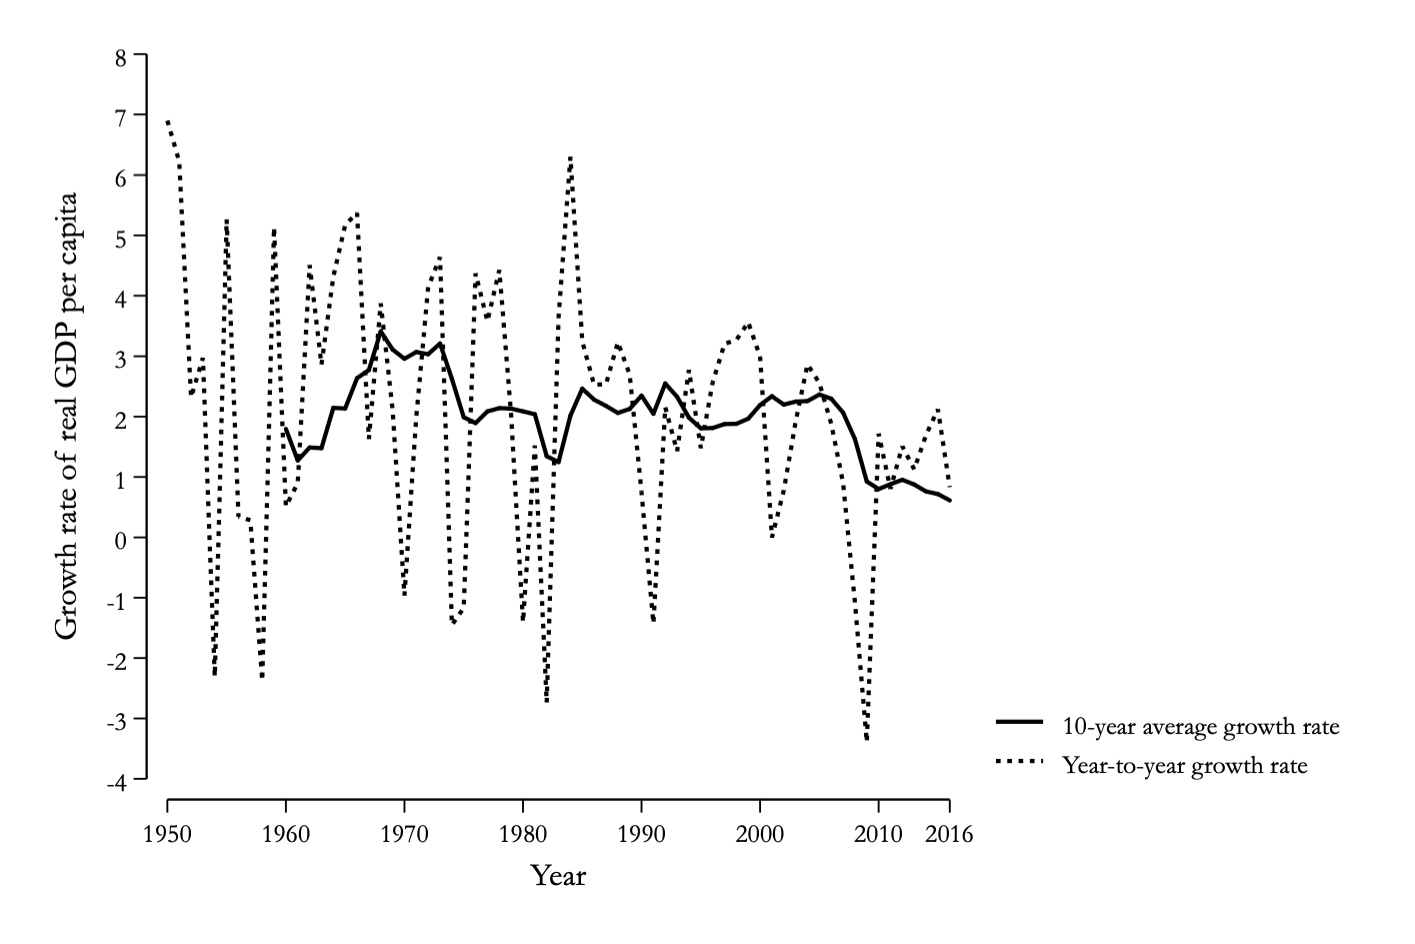 Growth rate of real GDP per capita
8
7
6
5
4
3
2
1
0
-1
-2
-3
-4
1950 1960 1970 1980 1990 2000 2010 2016
Year
10-year average growth rate
Year-to-year growth rate